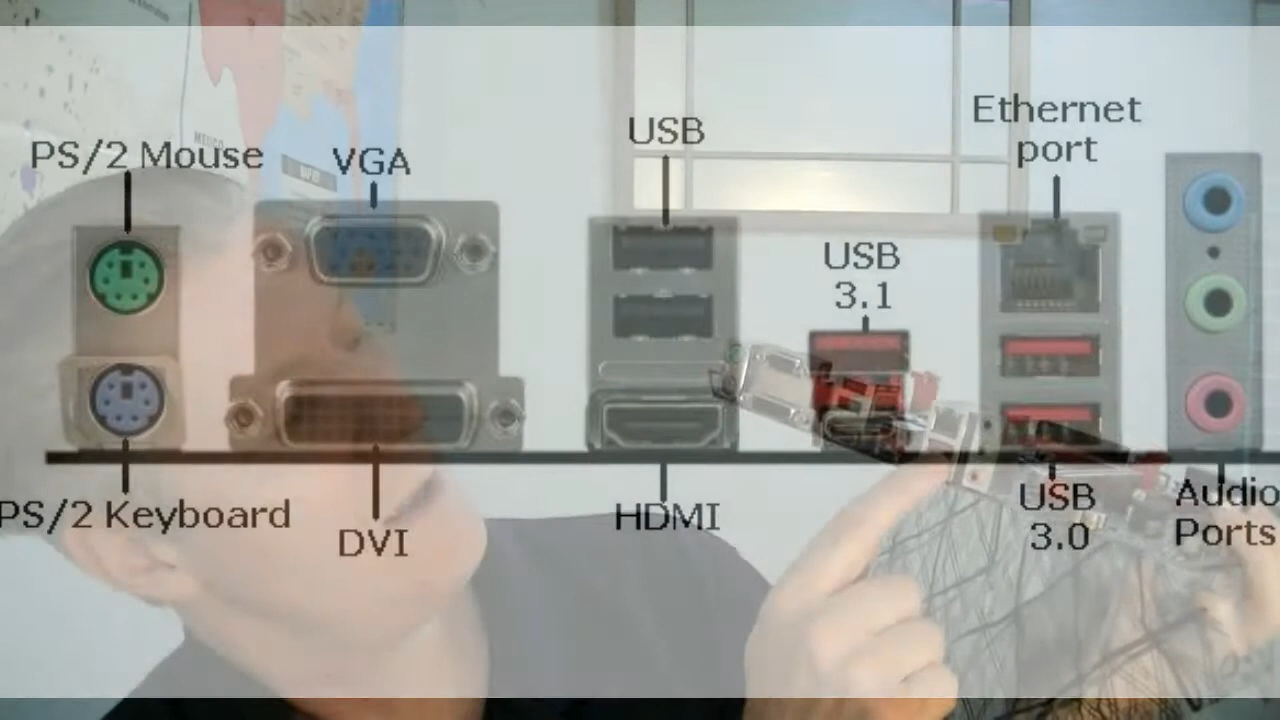 PS/2 Mouse
VGA
USB
Ethernet
port
USB
3.1
PS/2 Keyboard
DVI
HDMI
USB
3.0
Audio
Ports